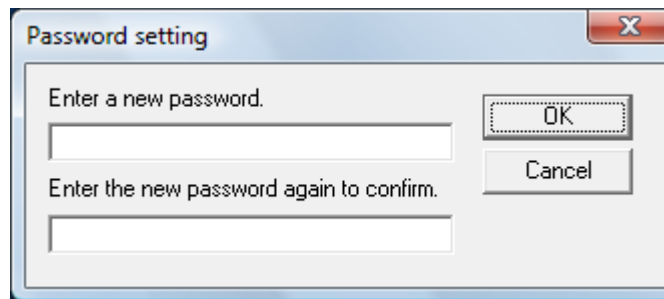 Password setting
Enter a new password.
OK
Cancel
Enter the new password again to confirm.